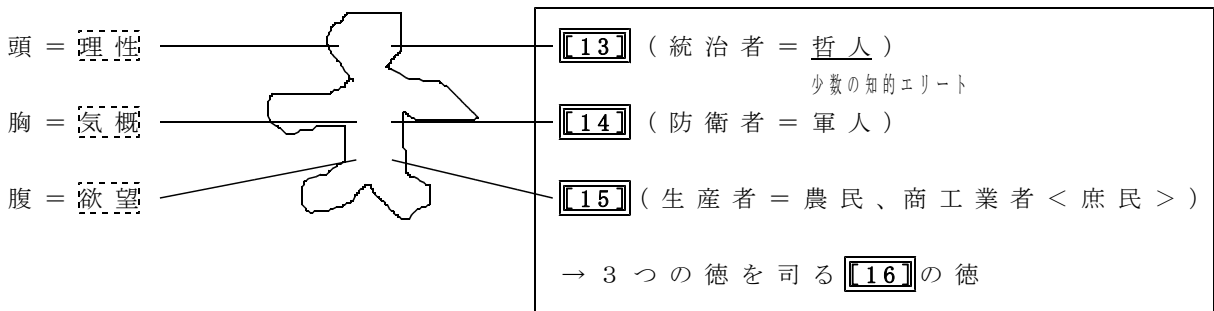 頭＝理性 [13]（統治者＝哲人）
少数の知的エリート
胸＝気概 [14]（防衛者＝軍人）
腹＝欲望 [15]（生産者＝農民、商工業者＜庶民＞）
→３つの徳を司る[16]の徳